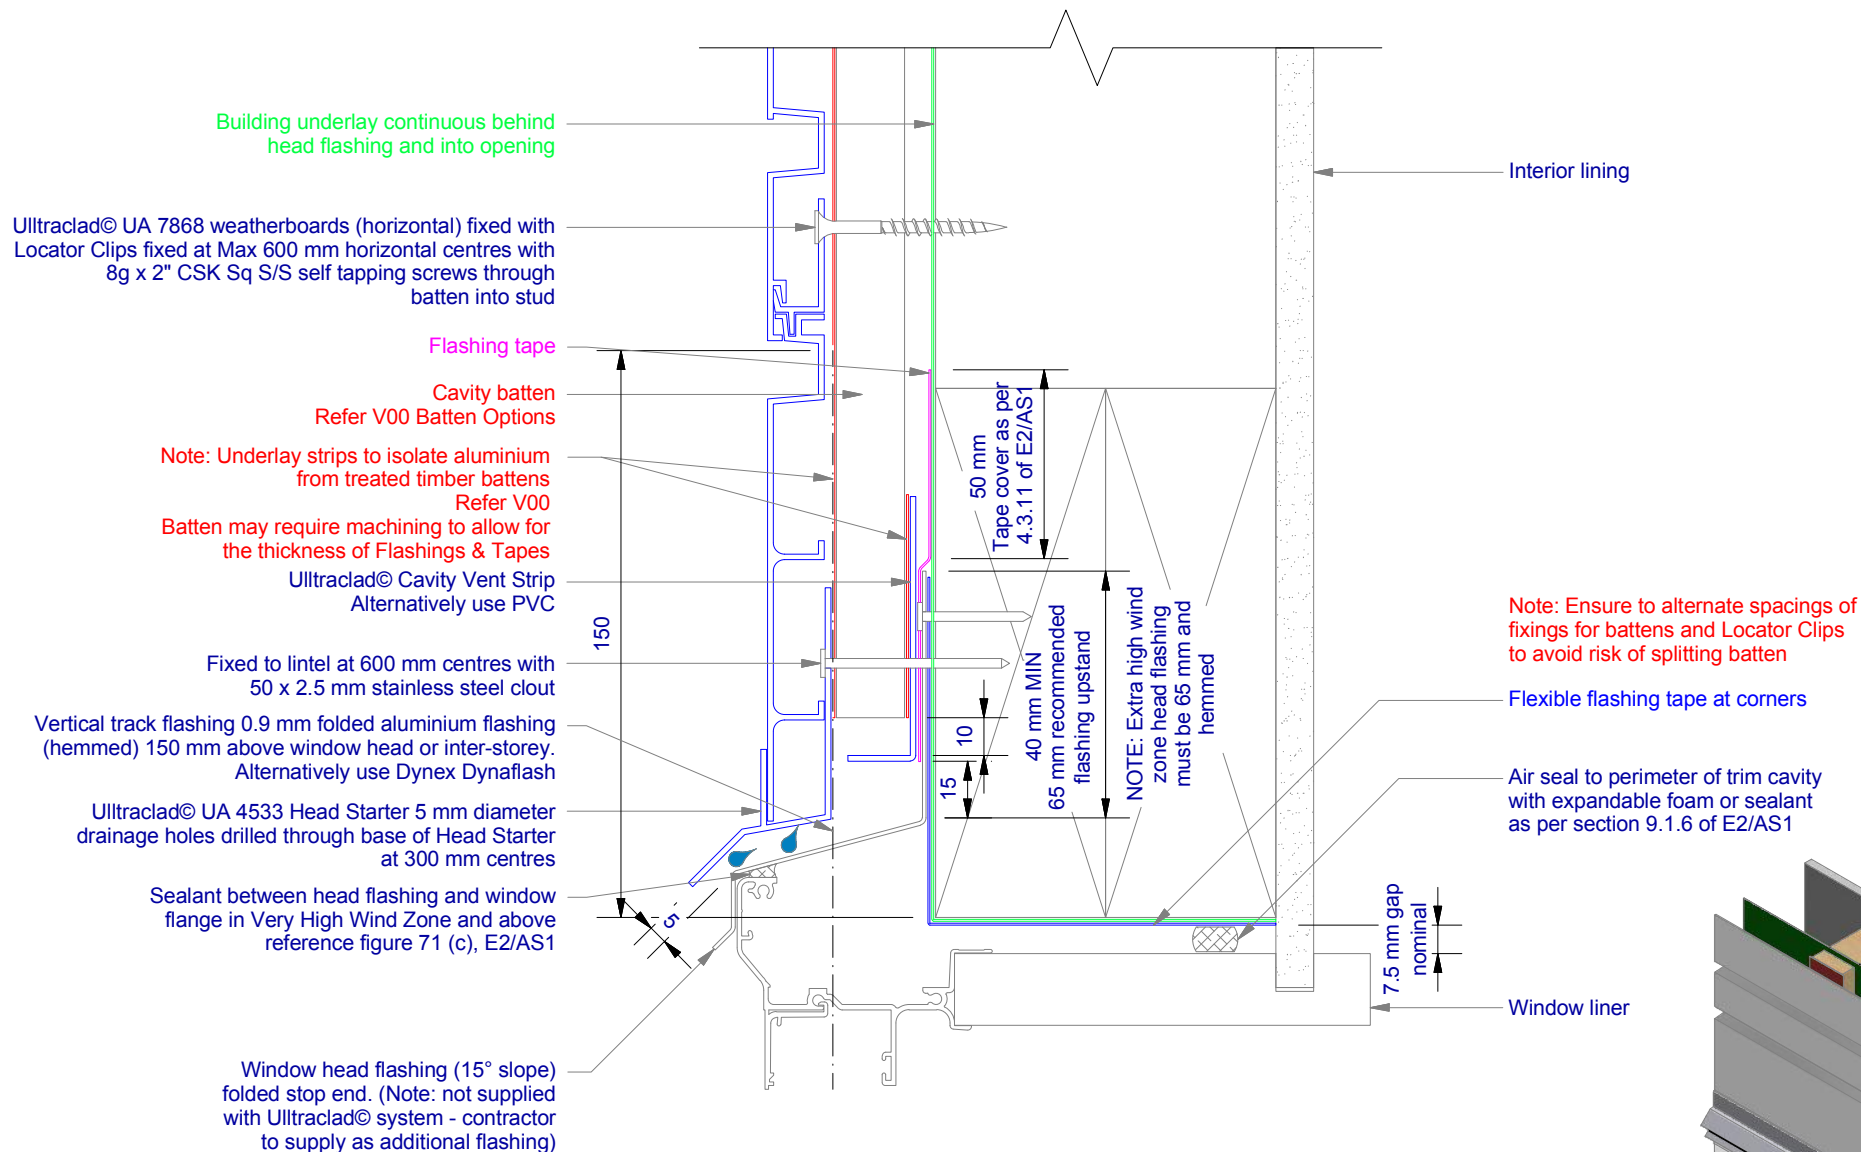 Building underlay continuous behind
head flashing and into opening
Ulltraclad© UA 7868 weatherboards (horizontal) fixed with
Locator Clips fixed at Max 600 mm horizontal centres with
8g x 2" CSK Sq S/S self tapping screws through
batten into stud
Flashing tape
Cavity batten
Refer V00 Batten Options
Note: Underlay strips to isolate aluminium
from treated timber battens
Refer V00
Batten may require machining to allow for
the thickness of Flashings & Tapes
Ulltraclad© Cavity Vent Strip
Alternatively use PVC
Fixed to lintel at 600 mm centres with
50 x 2.5 mm stainless steel clout
Vertical track flashing 0.9 mm folded aluminium flashing
(hemmed) 150 mm above window head or inter-storey.
Alternatively use Dynex Dynaflash
Ulltraclad© UA 4533 Head Starter 5 mm diameter
drainage holes drilled through base of Head Starter
at 300 mm centres
Sealant between head flashing and window
flange in Very High Wind Zone and above
reference figure 71 (c), E2/AS1
Window head flashing (15° slope)
folded stop end. (Note: not supplied
with Ulltraclad© system - contractor
to supply as additional flashing)
150
5
50 mm
Tape cover as per
4.3.11 of E2/AS1
10
15
40 mm MIN
65 mm recommended
flashing upstand
NOTE: Extra high wind
zone head flashing
must be 65 mm and
hemmed
7.5 mm gap
nominal
Interior lining
Note: Ensure to alternate spacings of
fixings for battens and Locator Clips
to avoid risk of splitting batten
Flexible flashing tape at corners
Air seal to perimeter of trim cavity
with expandable foam or sealant
as per section 9.1.6 of E2/AS1
Window liner